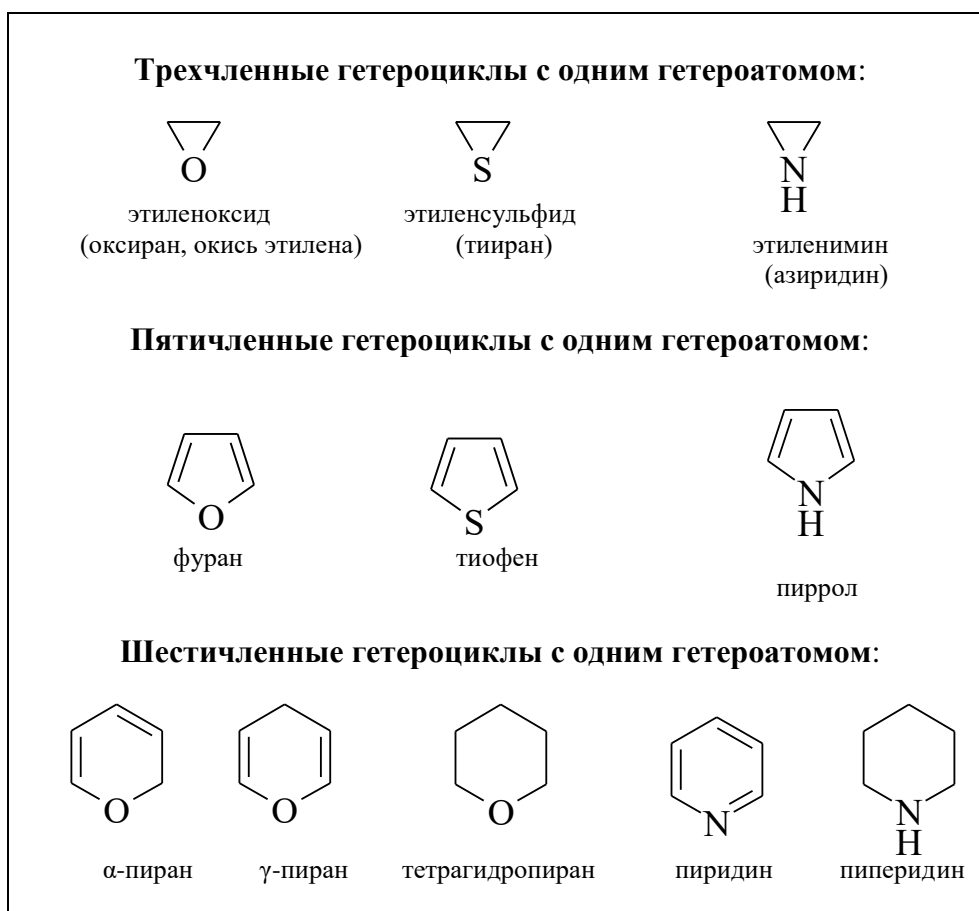 Трехчленные гетероциклы с одним гетероатомом:
O S N
H
этиленоксид этиленсульфид этиленимин
(оксиран, окись этилена) (тииран) (азиридин)
Пятичленные гетероциклы с одним гетероатомом:
O S N
H
фуран тиофен пиррол
Шестичленные гетероциклы с одним гетероатомом:
O O O N N
H
α-пиран γ-пиран тетрагидропиран пиридин пиперидин